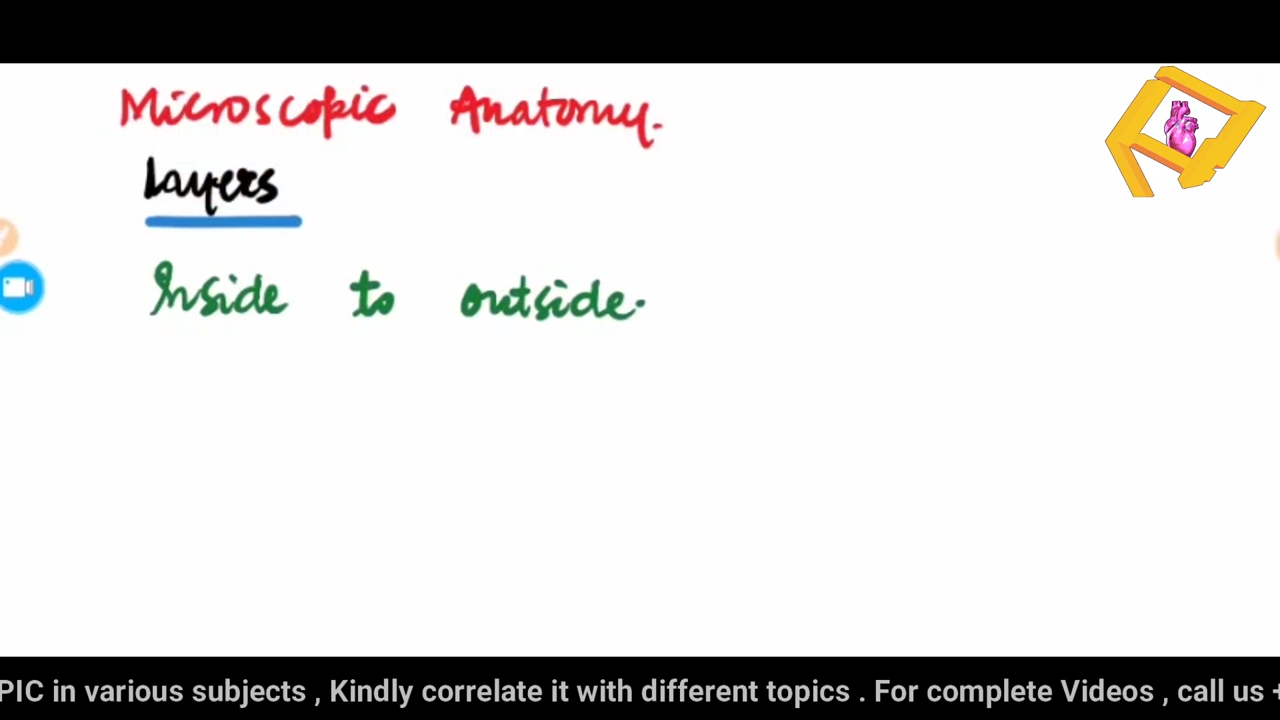 Microscopic Anatomy.
Layers
Inside to outside.
PIC in various subjects , Kindly correlate it with different topics . For complete Videos , call us +